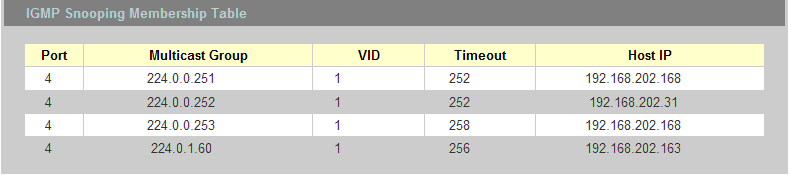 IGMP Snooping Membership Table
Port Multicast Group VID Timeout Host IP
4 224.0.0.251 1 252 192.168.202.168
4 224.0.0.252 1 252 192.168.202.31
4 224.0.0.253 1 258 192.168.202.168
4 224.0.1.60 1 256 192.168.202.163